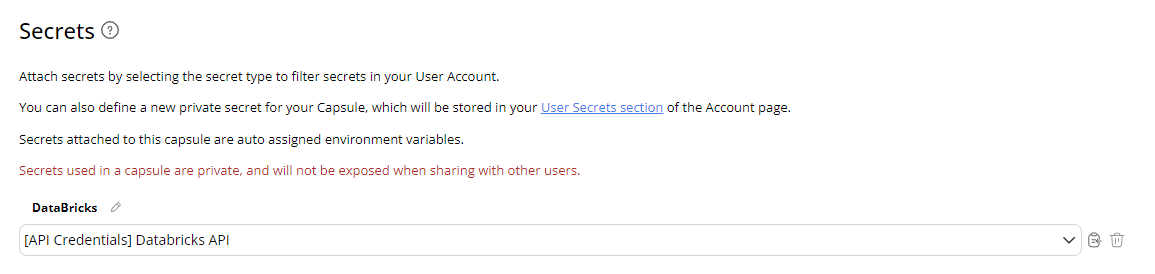 Secrets ?
Attach secrets by selecting the secret type to filter secrets in your User Account.
You can also define a new private secret for your Capsule, which will be stored in your User Secrets section of the Account page.
Secrets attached to this capsule are auto assigned environment variables.
Secrets used in a capsule are private, and will not be exposed when sharing with other users.
DataBricks
[API Credentials] Databricks API